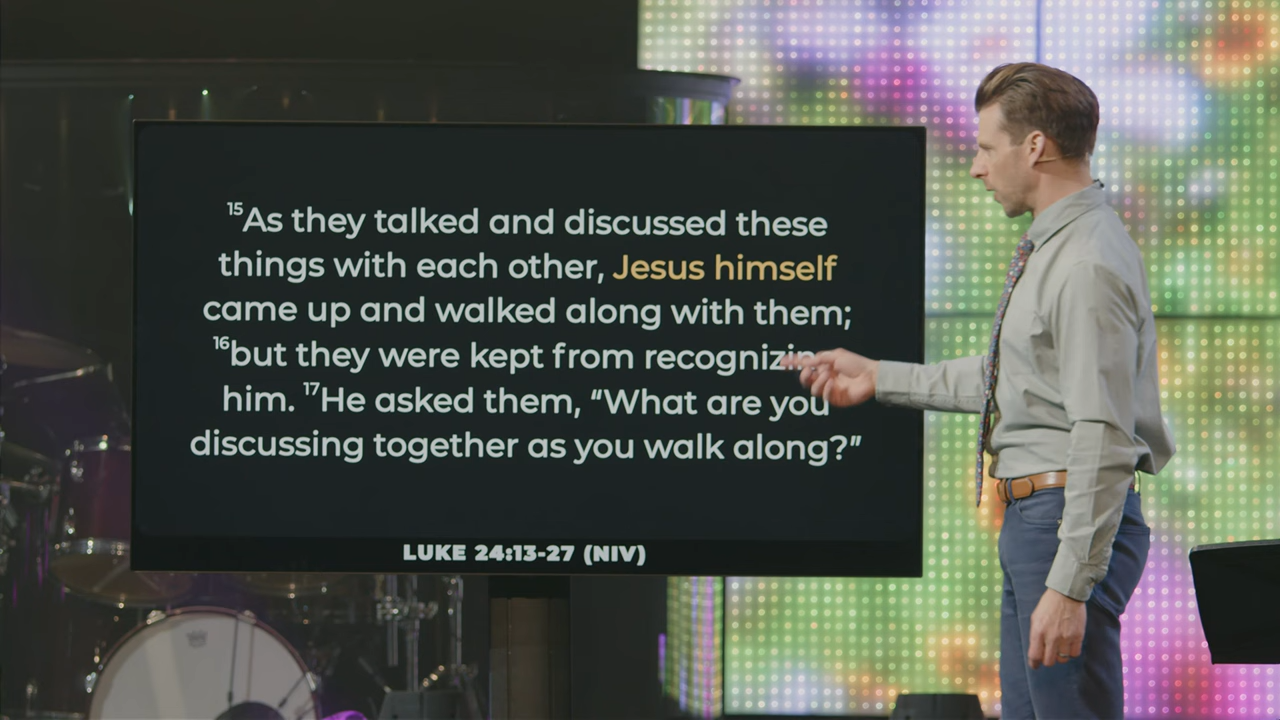 15As they talked and discussed these
things with each other, Jesus himself
came up and walked along with them;
16but they were kept from recognizin
him. 17He asked them, “What are you
discussing together as you walk along?”
LUKE 24:13-27 (NIV)